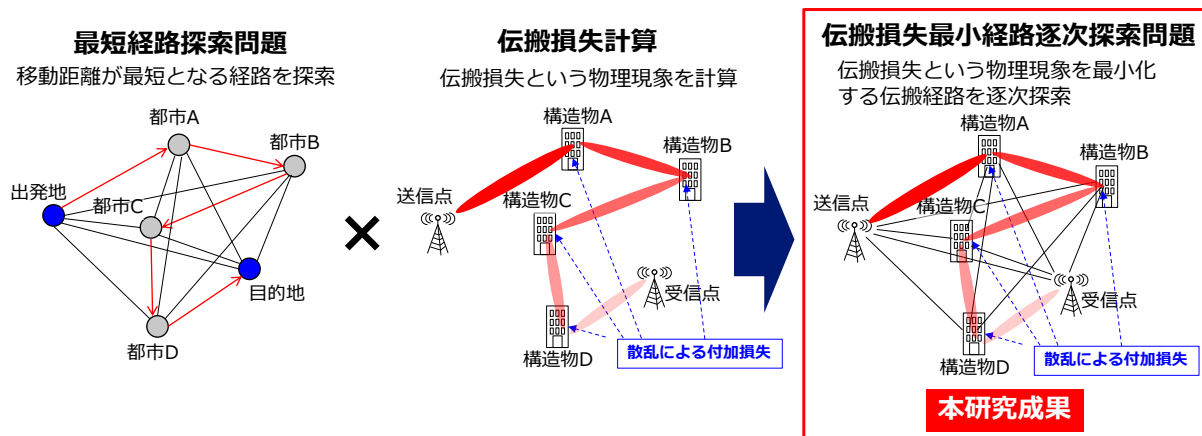 最短経路探索問題
移動距離が最短となる経路を探索
都市A
都市B
出発地
都市C
目的地
都市D
×
伝搬損失計算
伝搬損失という物理現象を計算
構造物A
構造物B
送信点
構造物C
受信点
構造物D
散乱による付加損失
伝搬損失最小経路逐次探索問題
伝搬損失という物理現象を最小化
する伝搬経路を逐次探索
構造物A
構造物B
送信点
構造物C
受信点
構造物D
散乱による付加損失
本研究成果